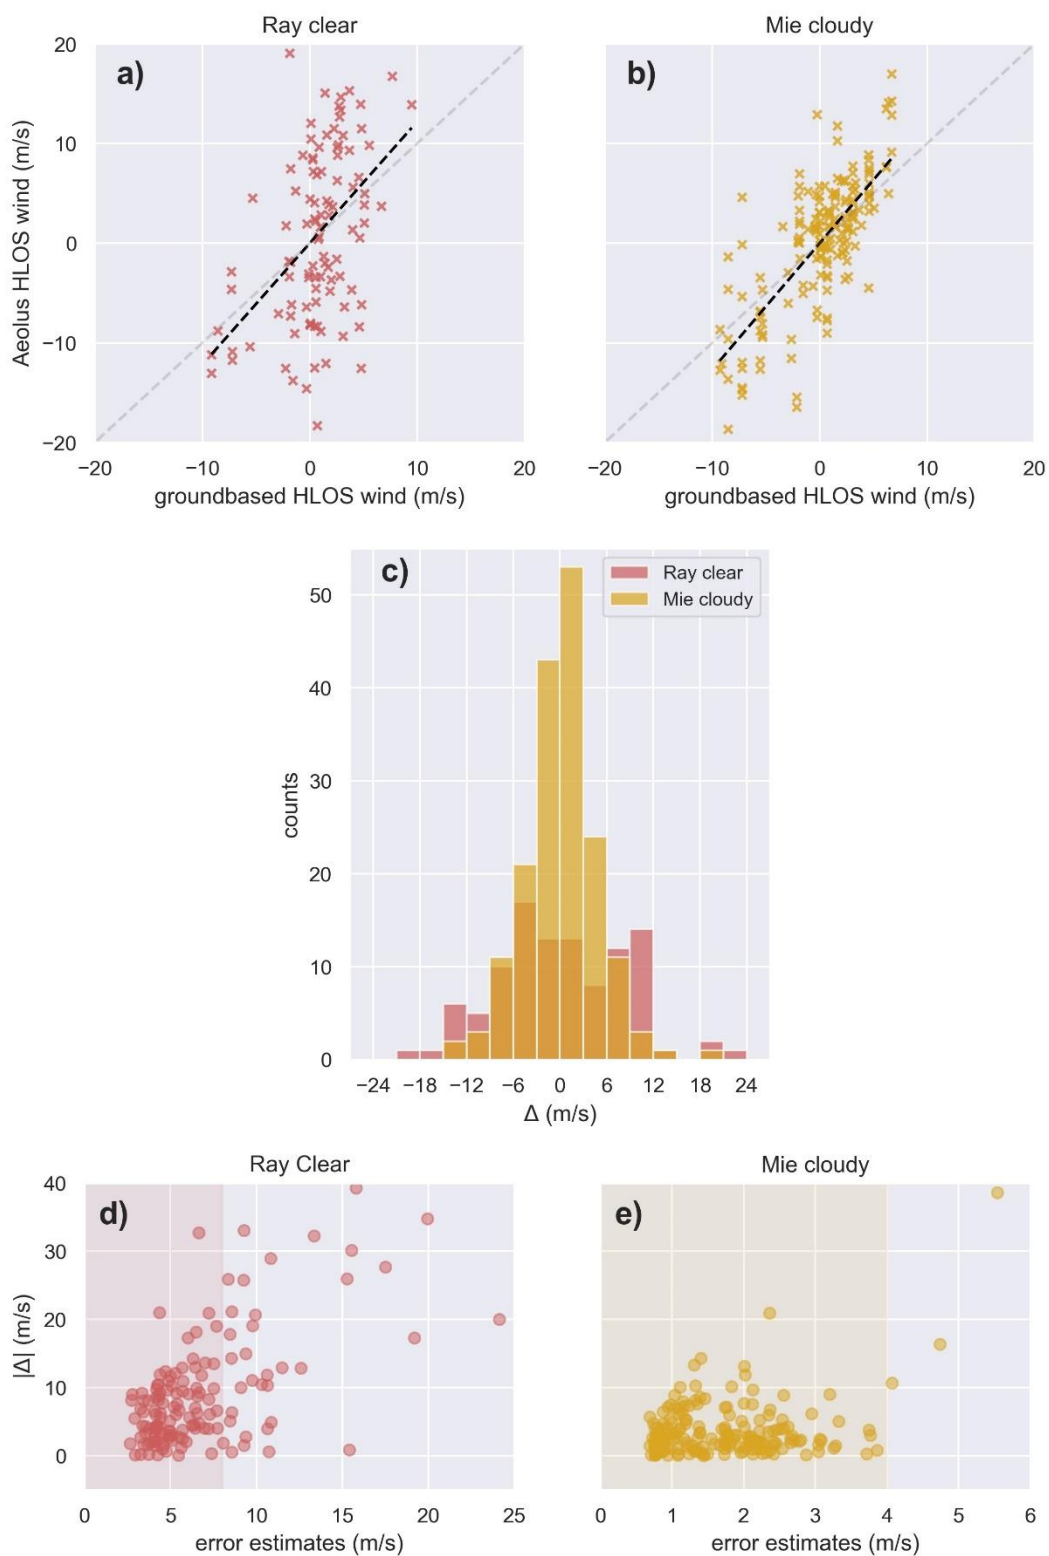 Ray clear
Mie cloudy
a)
b)
20
10
0
−10
−20
Aeolus HLOS wind (m/s)
−20 −10 0 10 20
−20 −10 0 10 20
groundbased HLOS wind (m/s)
groundbased HLOS wind (m/s)
c)
Ray clear
Mie cloudy
50
40
30
20
10
0
counts
−24 −18 −12 −6 0 6 12 18 24
Δ (m/s)
Ray Clear
Mie cloudy
d)
e)
40
30
20
10
0
|Δ| (m/s)
0 5 10 15 20 25
0 1 2 3 4 5 6
error estimates (m/s)
error estimates (m/s)